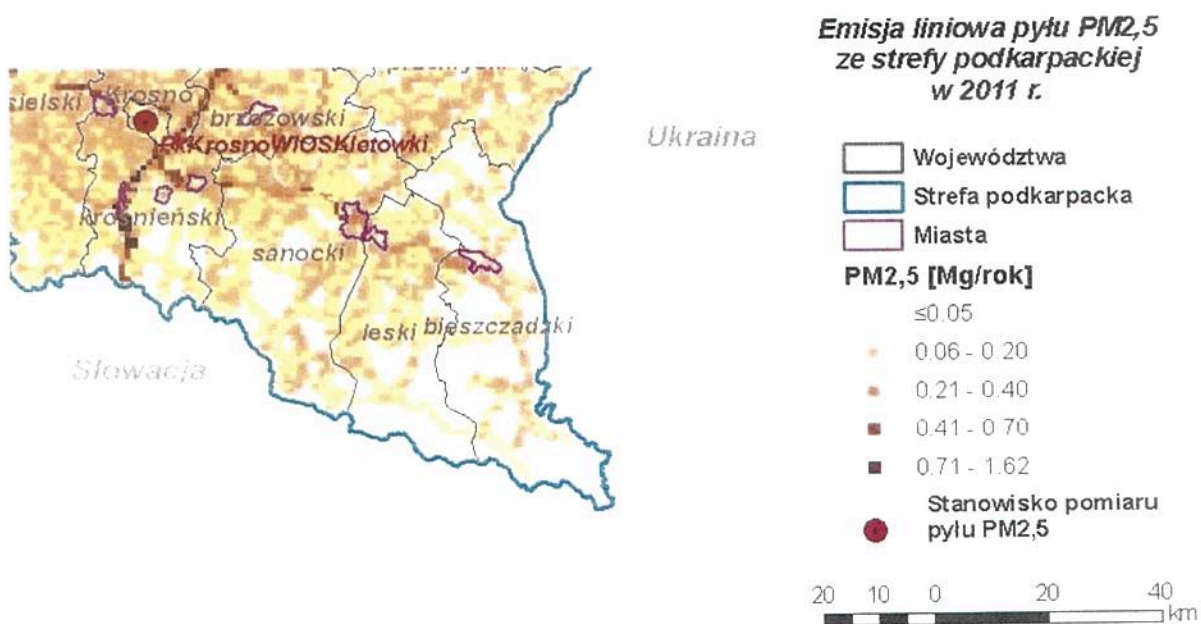 Emisja liniowa pyłu PM2,5
ze strefy podkarpackiej
w 2011 r.
Ukraina
Województwa
Strefa podkarpacka
Miasta
PM2,5 [Mg/rok]
≤0.05
0.06 - 0.20
0.21 - 0.40
0.41 - 0.70
0.71 - 1.62
Stanowisko pomiaru
pyłu PM2,5
20 10 0 20 40
km
sielski
Krosno
brzozowski
PkKrosnoWIOSKletowki
krośnieński
sanocki
leski
bieszczadzki
Słowacja